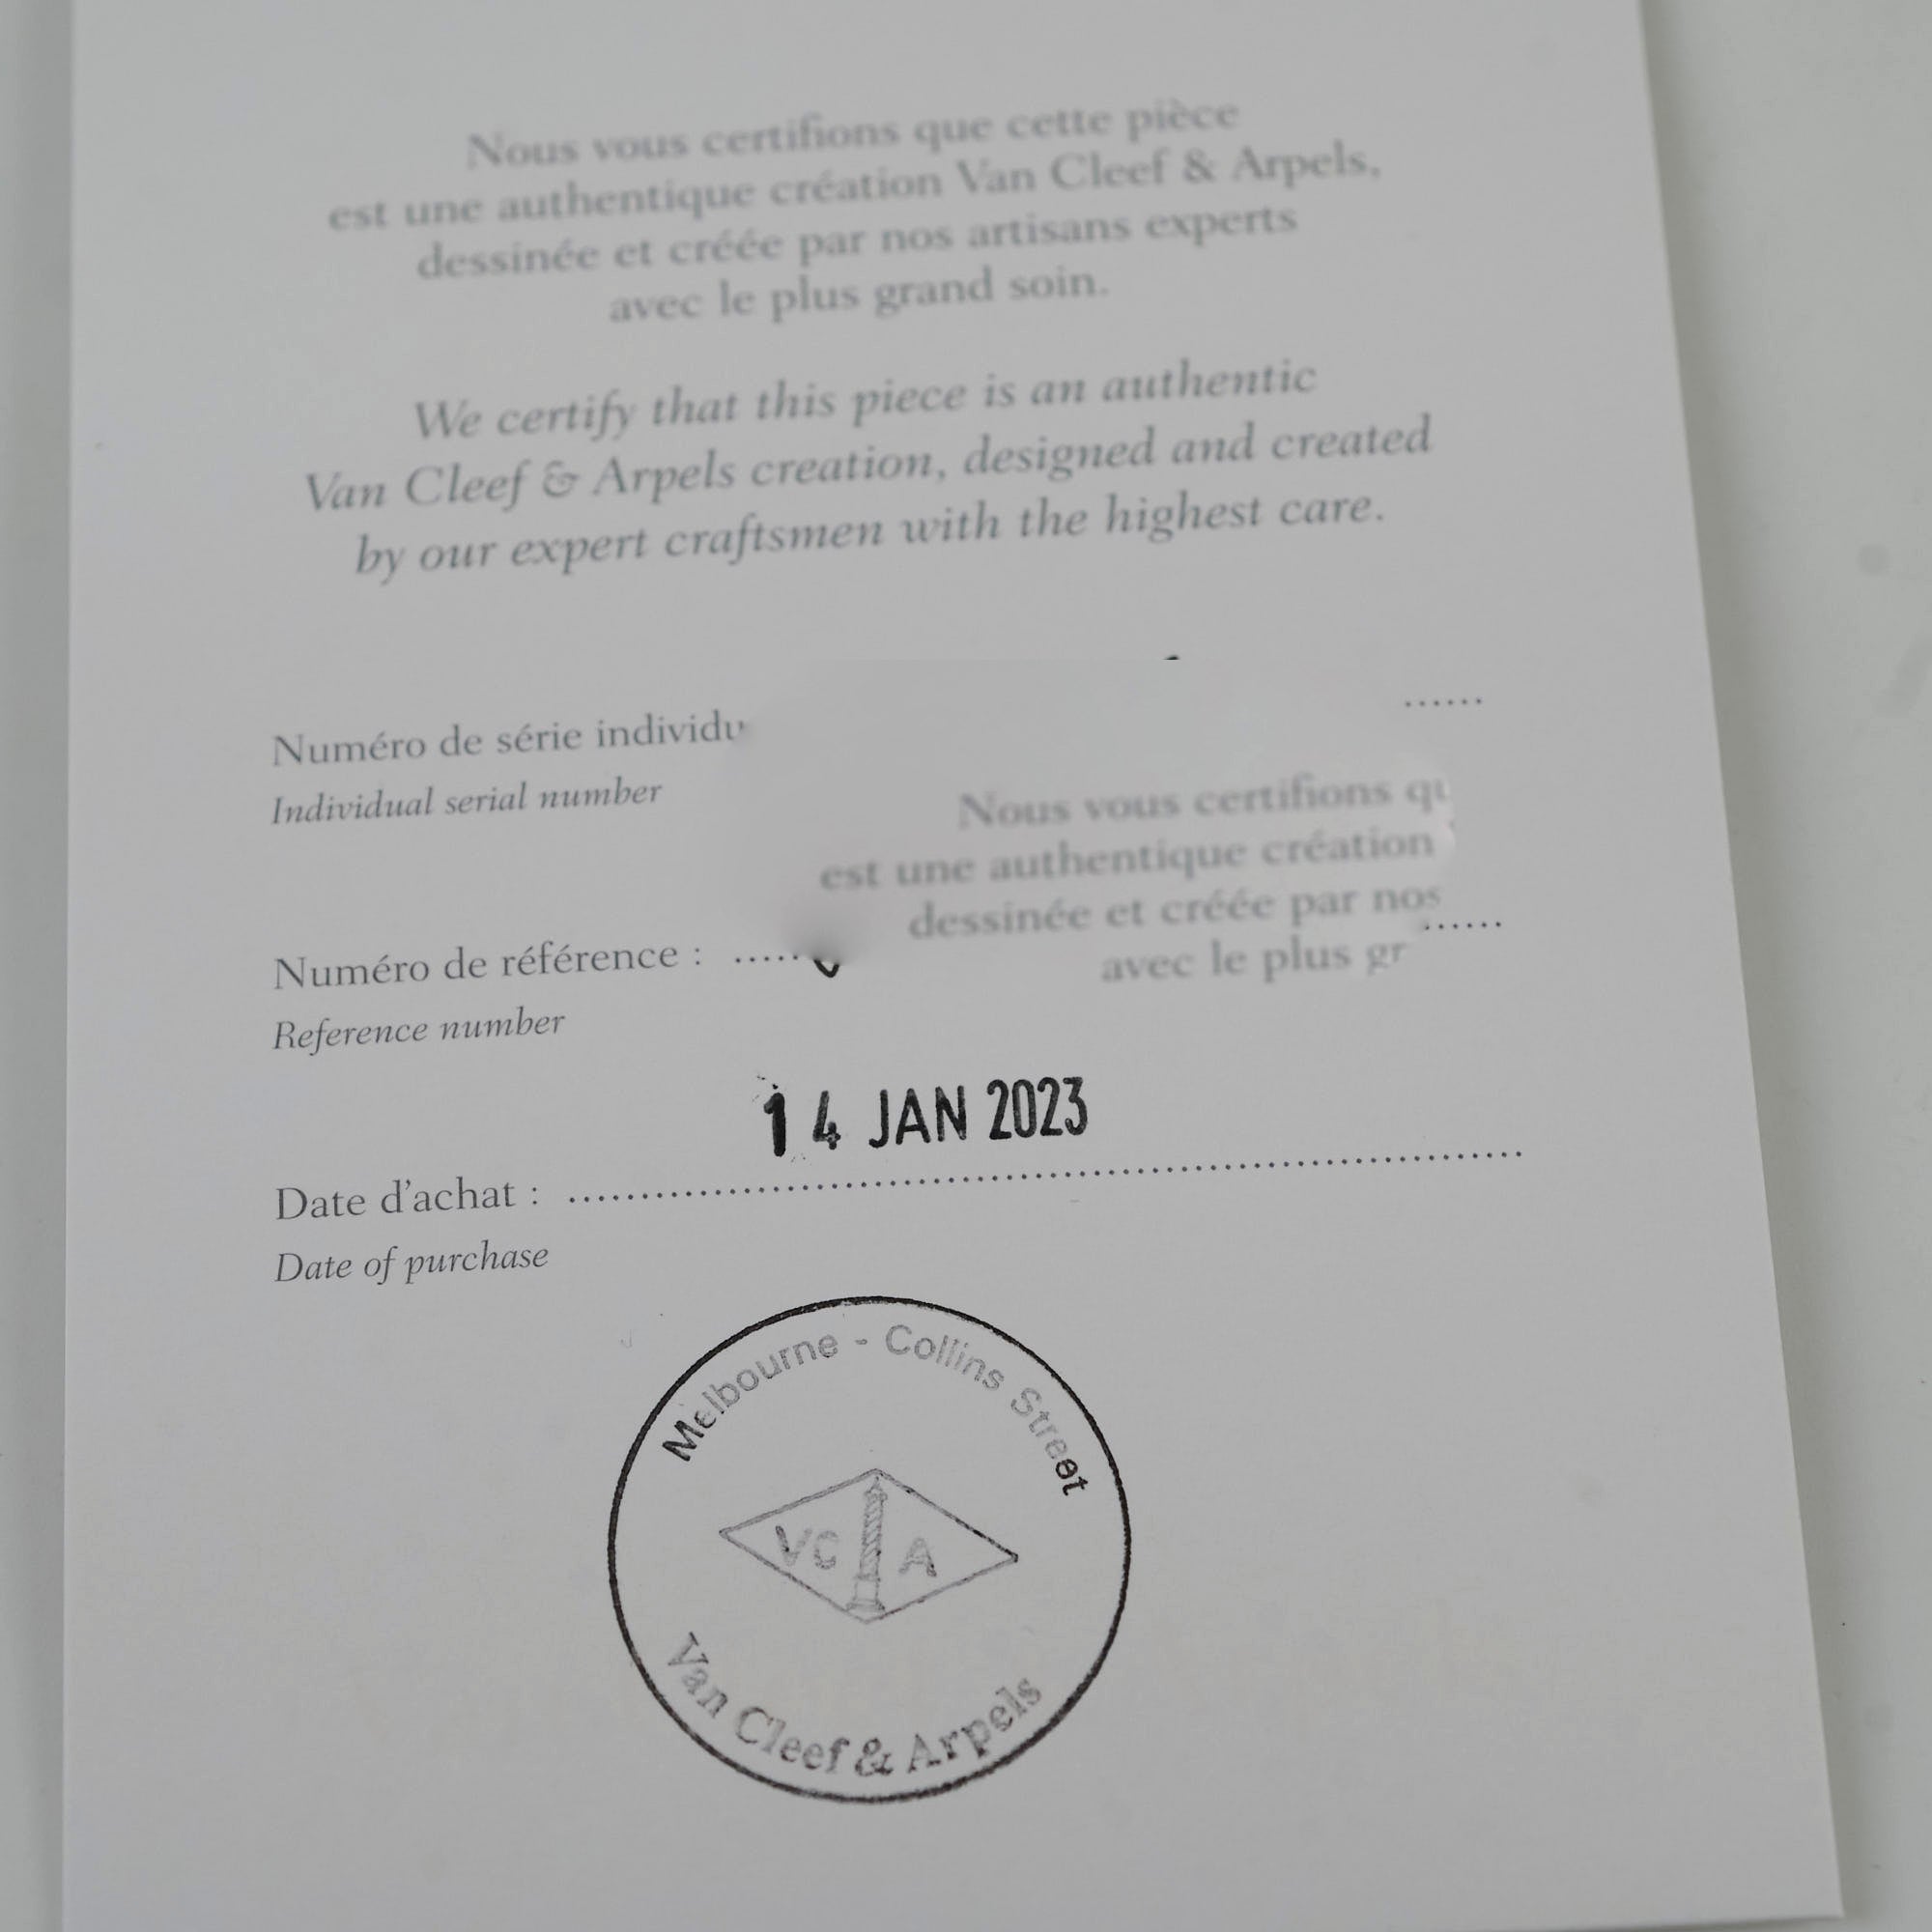 Nous vous certifions que cette pièce
est une authentique création Van Cleef & Arpels,
dessinée et créée par nos artisans experts
avec le plus grand soin.
We certify that this piece is an authentic
Van Cleef & Arpels creation, designed and created
by our expert craftsmen with the highest care.
Numéro de série individu
......
Individual serial number
Nous vous certifions qu
est une authentique création
dessinée et créée par nos
avec le plus gr
Numéro de référence : ..... ......
Reference number
14 JAN 2023
Date d'achat : ................................................................
Date of purchase
Melbourne - Collins Street
VC A
Van Cleef & Arpels